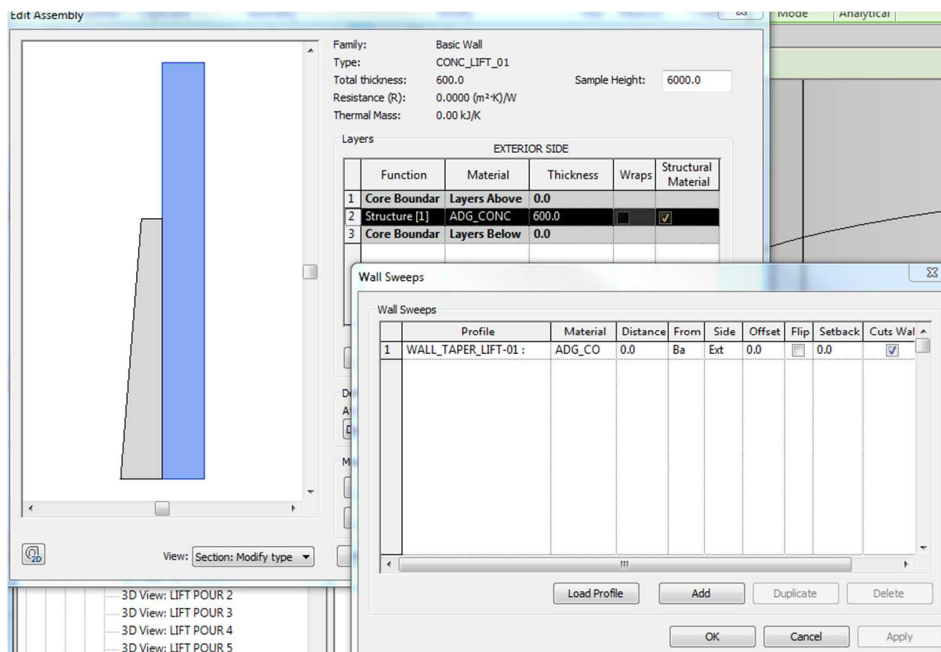 Edit Assembly
Mode Analytical
Family: Basic Wall
Type: CONC_LIFT_01
Total thickness: 600.0 Sample Height: 6000.0
Resistance (R): 0.0000 (m²·K)/W
Thermal Mass: 0.00 kJ/K
Layers
EXTERIOR SIDE
Function Material Thickness Wraps Structural Material
1 Core Boundar Layers Above 0.0
2 Structure [1] ADG_CONC 600.0
3 Core Boundar Layers Below 0.0
Wall Sweeps
Wall Sweeps
Profile Material Distance From Side Offset Flip Setback Cuts Wal
1 WALL_TAPER_LIFT-01 : ADG_CO 0.0 Ba Ext 0.0 0.0
Load Profile Add Duplicate Delete
OK Cancel Apply
2D
View: Section: Modify type
3D View: LIFT POUR 2
3D View: LIFT POUR 3
3D View: LIFT POUR 4
3D View: LIFT POUR 5